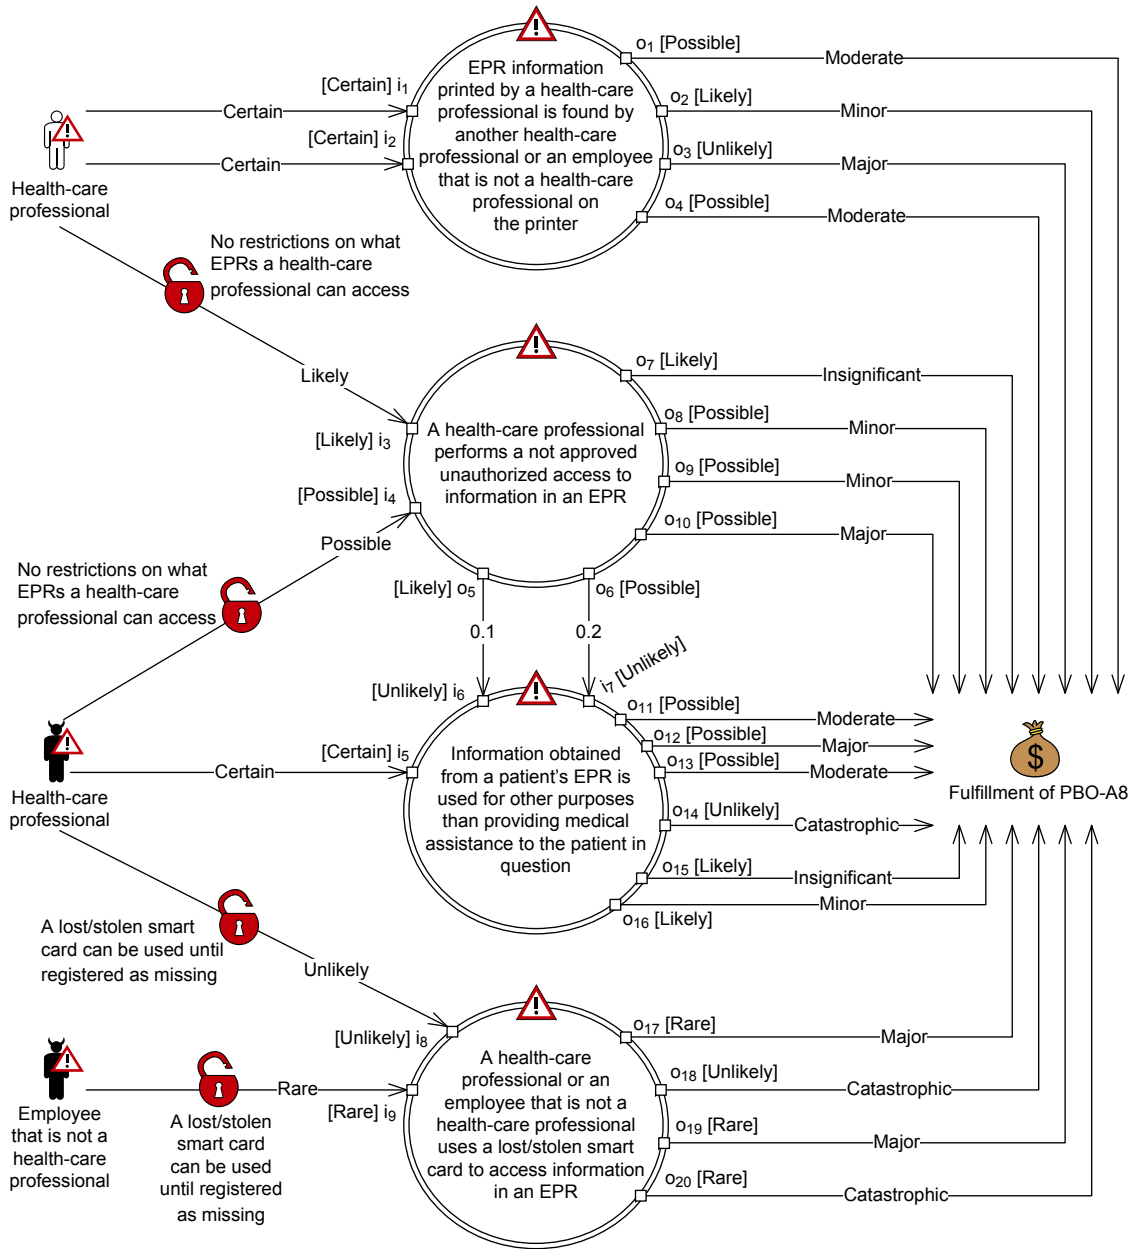 o1 [Possible]
Moderate
EPR information
printed by a health-care
professional is found by
another health-care
professional or an employee
that is not a health-care
professional on
the printer
[Certain] i1
Certain
o2 [Likely]
Minor
[Certain] i2
Certain
o3 [Unlikely]
Major
Health-care
professional
o4 [Possible]
Moderate
No restrictions on what
EPRs a health-care
professional can access
Likely
o7 [Likely]
Insignificant
[Likely] i3
A health-care professional
performs a not approved
unauthorized access to
information in an EPR
o8 [Possible]
Minor
o9 [Possible]
Minor
[Possible] i4
Possible
o10 [Possible]
Major
No restrictions on what
EPRs a health-care
professional can access
[Likely] o5
o6 [Possible]
0.1
0.2
[Unlikely] i6
i7 [Unlikely]
o11 [Possible]
Moderate
o12 [Possible]
Major
[Certain] i5
Certain
Information obtained
from a patient's EPR is
used for other purposes
than providing medical
assistance to the patient in
question
o13 [Possible]
Moderate
$
Fulfillment of PBO-A8
Health-care
professional
o14 [Unlikely]
Catastrophic
o15 [Likely]
Insignificant
o16 [Likely]
Minor
A lost/stolen smart
card can be used until
registered as missing
Unlikely
[Unlikely] i8
o17 [Rare]
Major
A health-care
professional or an
employee that is not a
health-care professional
uses a lost/stolen smart
card to access information
in an EPR
o18 [Unlikely]
Catastrophic
Rare
[Rare] i9
Employee
that is not a
health-care
professional
A lost/stolen
smart card
can be used
until registered
as missing
o19 [Rare]
Major
o20 [Rare]
Catastrophic